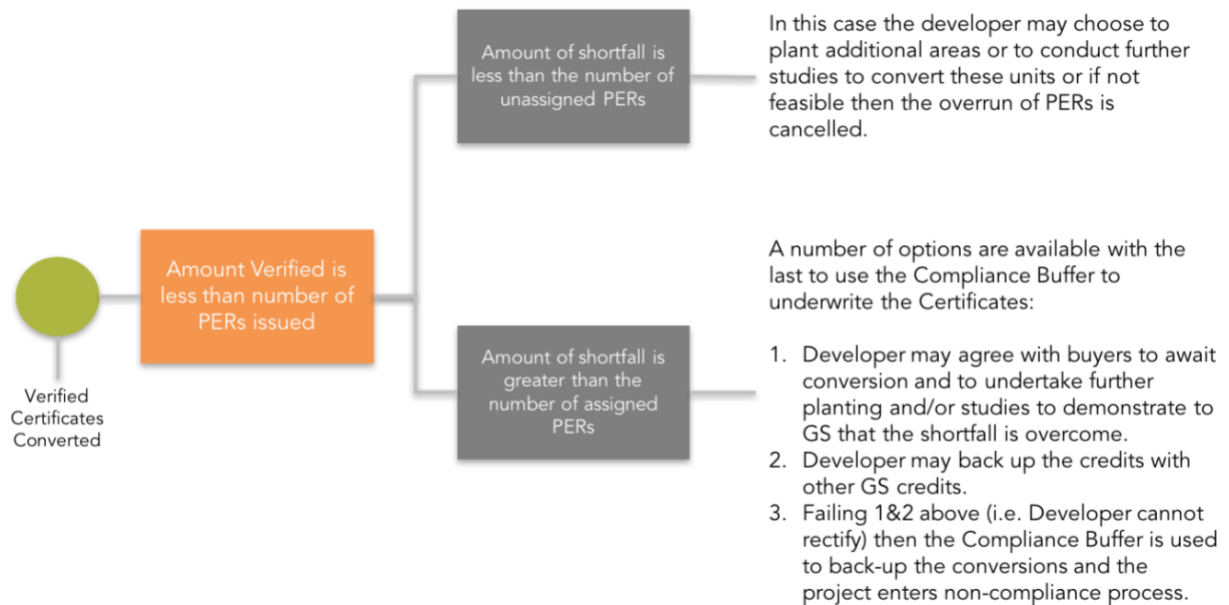 Verified
Certificates
Converted
Amount Verified is
less than number of
PERs issued
Amount of shortfall is
less than the number of
unassigned PERs
In this case the developer may choose to
plant additional areas or to conduct further
studies to convert these units or if not
feasible then the overrun of PERs is
cancelled.
Amount of shortfall is
greater than the
number of assigned
PERs
A number of options are available with the
last to use the Compliance Buffer to
underwrite the Certificates:
1. Developer may agree with buyers to await
conversion and to undertake further
planting and/or studies to demonstrate to
GS that the shortfall is overcome.
2. Developer may back up the credits with
other GS credits.
3. Failing 1&2 above (i.e. Developer cannot
rectify) then the Compliance Buffer is used
to back-up the conversions and the
project enters non-compliance process.